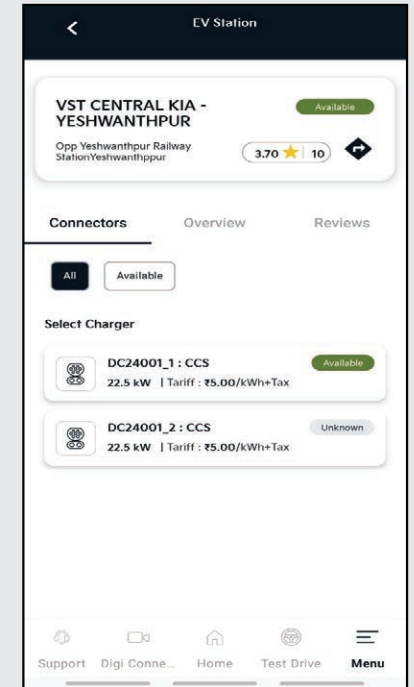 EV Station
VST CENTRAL KIA -
YESHWANTHPUR
Available
Opp Yeshwanthpur Railway
StationYeshwanthppur
3.70 | 10
Connectors Overview Reviews
All Available
Select Charger
DC24001_1 : CCS Available
22.5 kW | Tariff : ₹5.00/kWh+Tax
DC24001_2 : CCS Unknown
22.5 kW | Tariff : ₹5.00/kWh+Tax
Support Digi Conne... Home Test Drive Menu